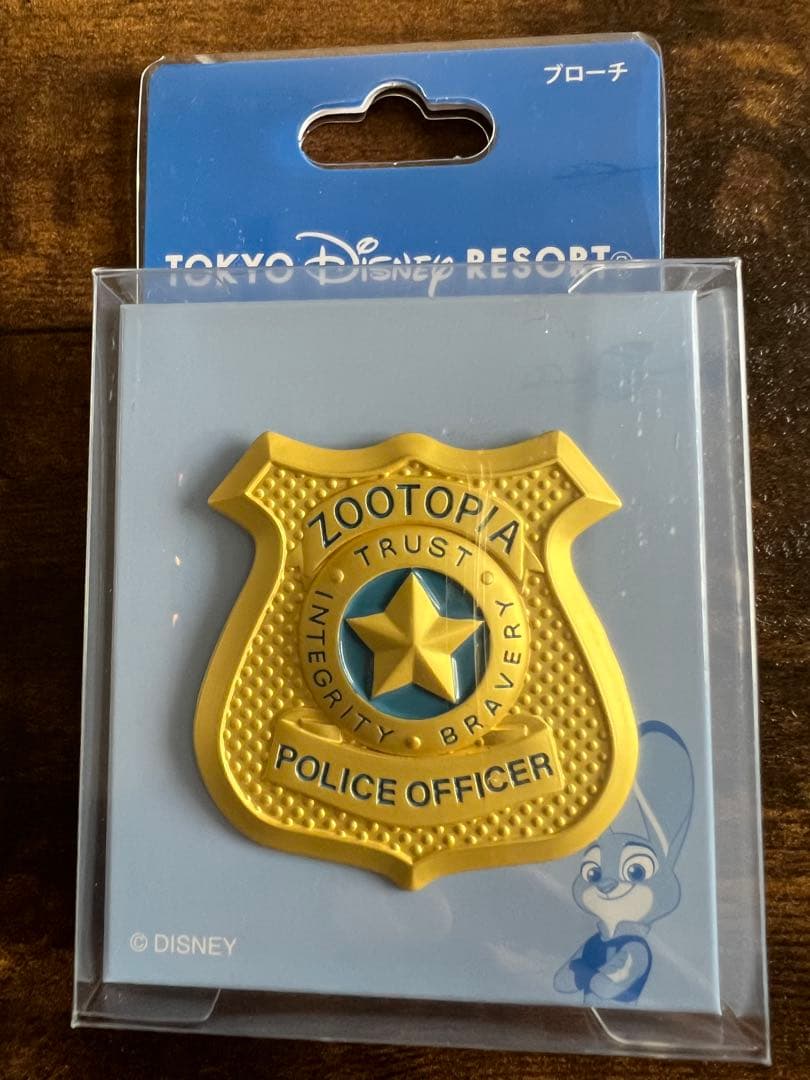 ブローチ
TOKYO Disney RESORT®
ZOOTOPIA
TRUST
INTEGRITY
BRAVERY
POLICE OFFICER
© DISNEY